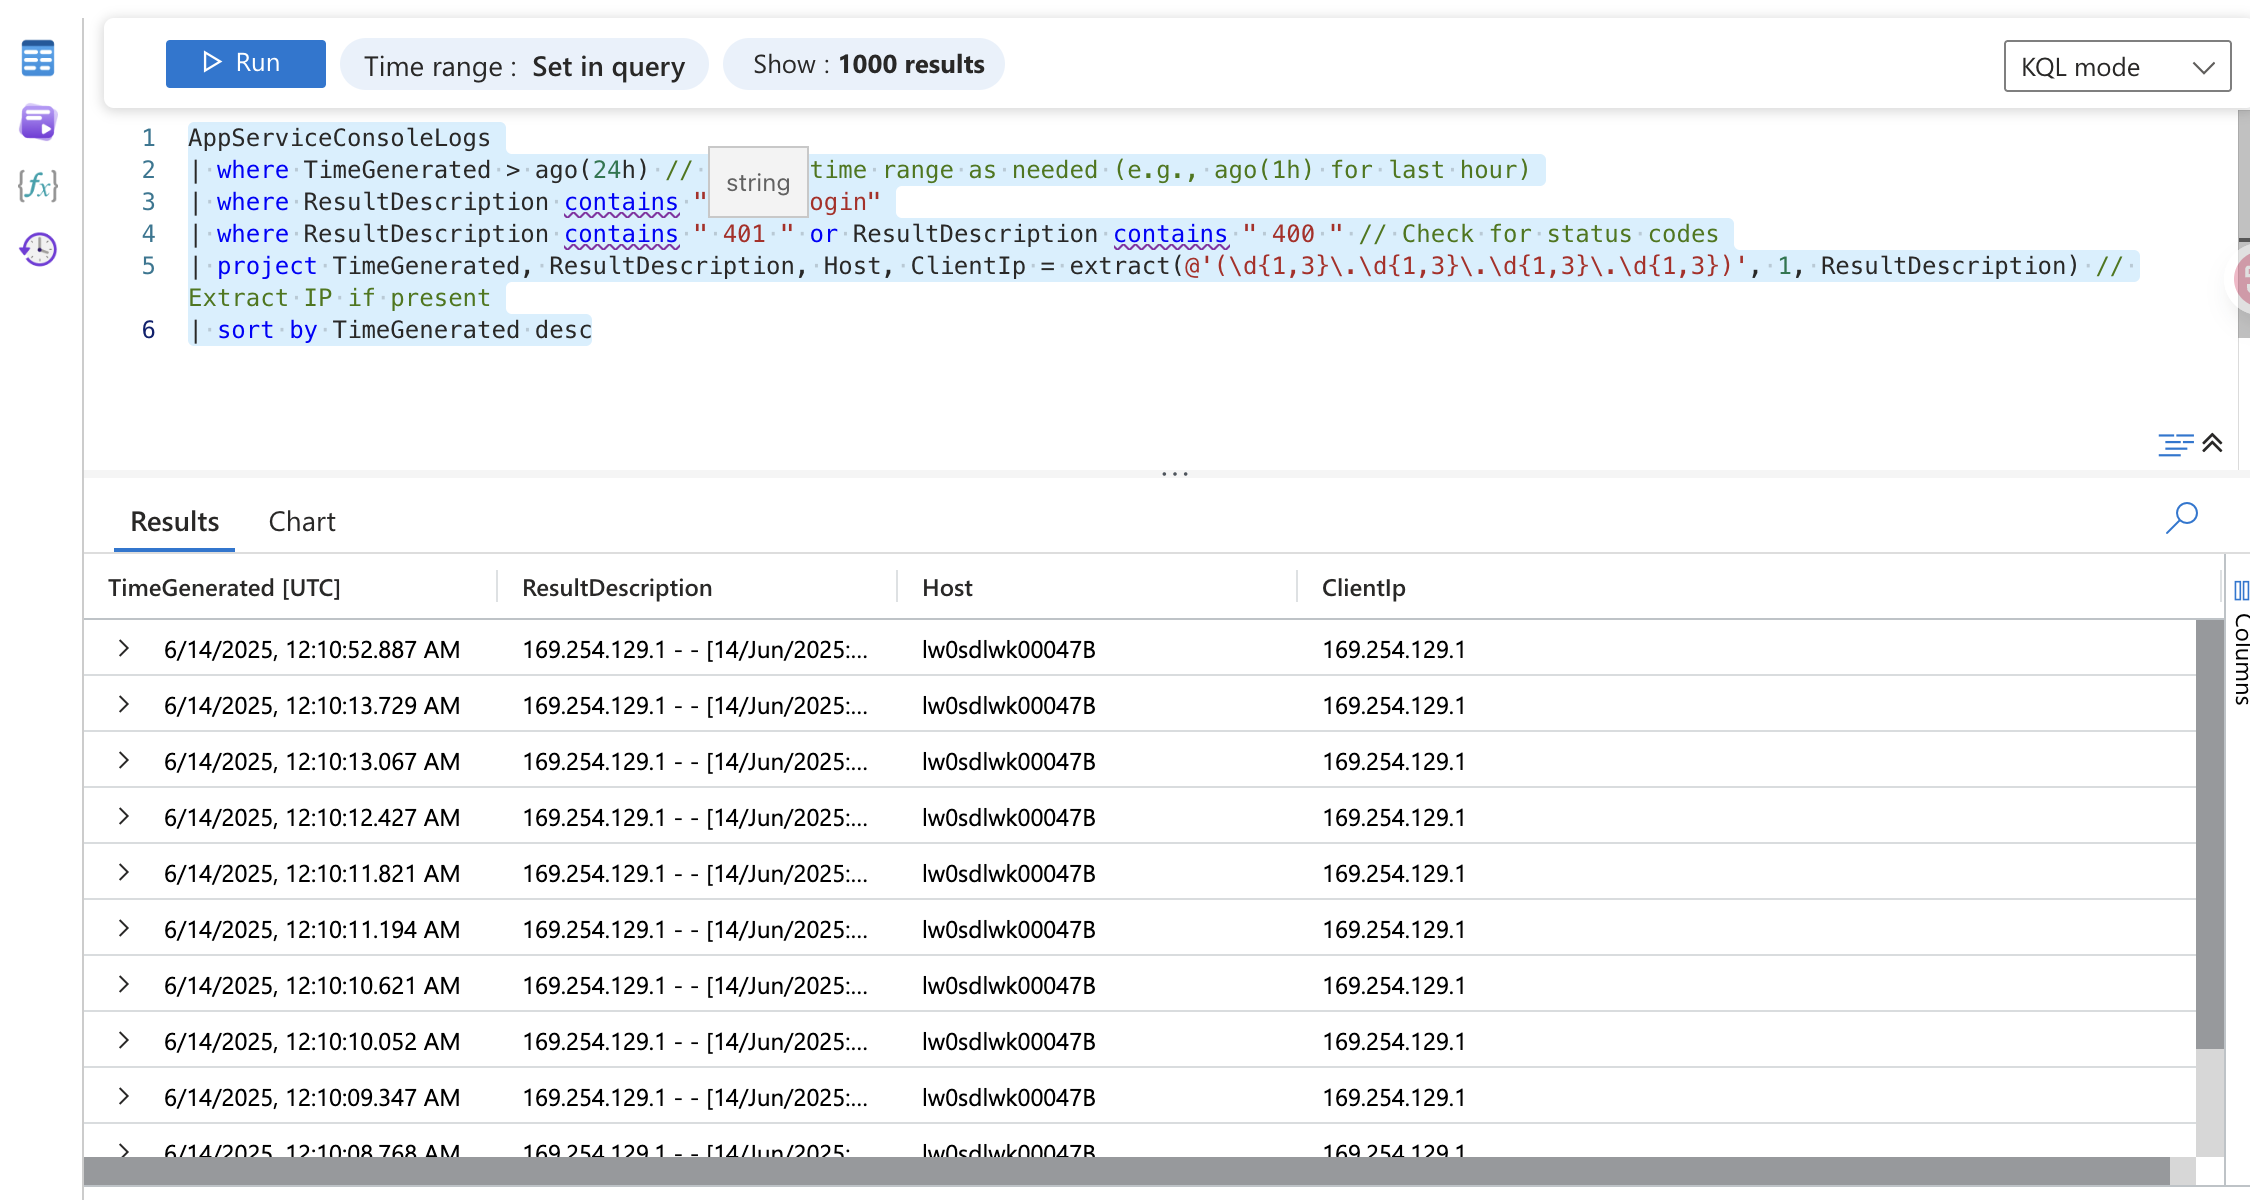 Run
Time range : Set in query
Show : 1000 results
KQL mode
1 AppServiceConsoleLogs
2 | where TimeGenerated > ago(24h) // time range as needed (e.g., ago(1h) for last hour)
string
3 | where ResultDescription contains " ogin"
4 | where ResultDescription contains " 401 " or ResultDescription contains " 400 " // Check for status codes
5 | project TimeGenerated, ResultDescription, Host, ClientIp = extract(@'(\d{1,3}\.\d{1,3}\.\d{1,3}\.\d{1,3})', 1, ResultDescription) //
Extract IP if present
6 | sort by TimeGenerated desc
Results Chart
TimeGenerated [UTC] ResultDescription Host ClientIp
Columns
6/14/2025, 12:10:52.887 AM 169.254.129.1 - - [14/Jun/2025:... lw0sdlwk00047B 169.254.129.1
6/14/2025, 12:10:13.729 AM 169.254.129.1 - - [14/Jun/2025:... lw0sdlwk00047B 169.254.129.1
6/14/2025, 12:10:13.067 AM 169.254.129.1 - - [14/Jun/2025:... lw0sdlwk00047B 169.254.129.1
6/14/2025, 12:10:12.427 AM 169.254.129.1 - - [14/Jun/2025:... lw0sdlwk00047B 169.254.129.1
6/14/2025, 12:10:11.821 AM 169.254.129.1 - - [14/Jun/2025:... lw0sdlwk00047B 169.254.129.1
6/14/2025, 12:10:11.194 AM 169.254.129.1 - - [14/Jun/2025:... lw0sdlwk00047B 169.254.129.1
6/14/2025, 12:10:10.621 AM 169.254.129.1 - - [14/Jun/2025:... lw0sdlwk00047B 169.254.129.1
6/14/2025, 12:10:10.052 AM 169.254.129.1 - - [14/Jun/2025:... lw0sdlwk00047B 169.254.129.1
6/14/2025, 12:10:09.347 AM 169.254.129.1 - - [14/Jun/2025:... lw0sdlwk00047B 169.254.129.1
6/14/2025, 12:10:08.768 AM 169.254.129.1 - - [14/Jun/2025: lw0sdlwk00047B 169.254.129.1